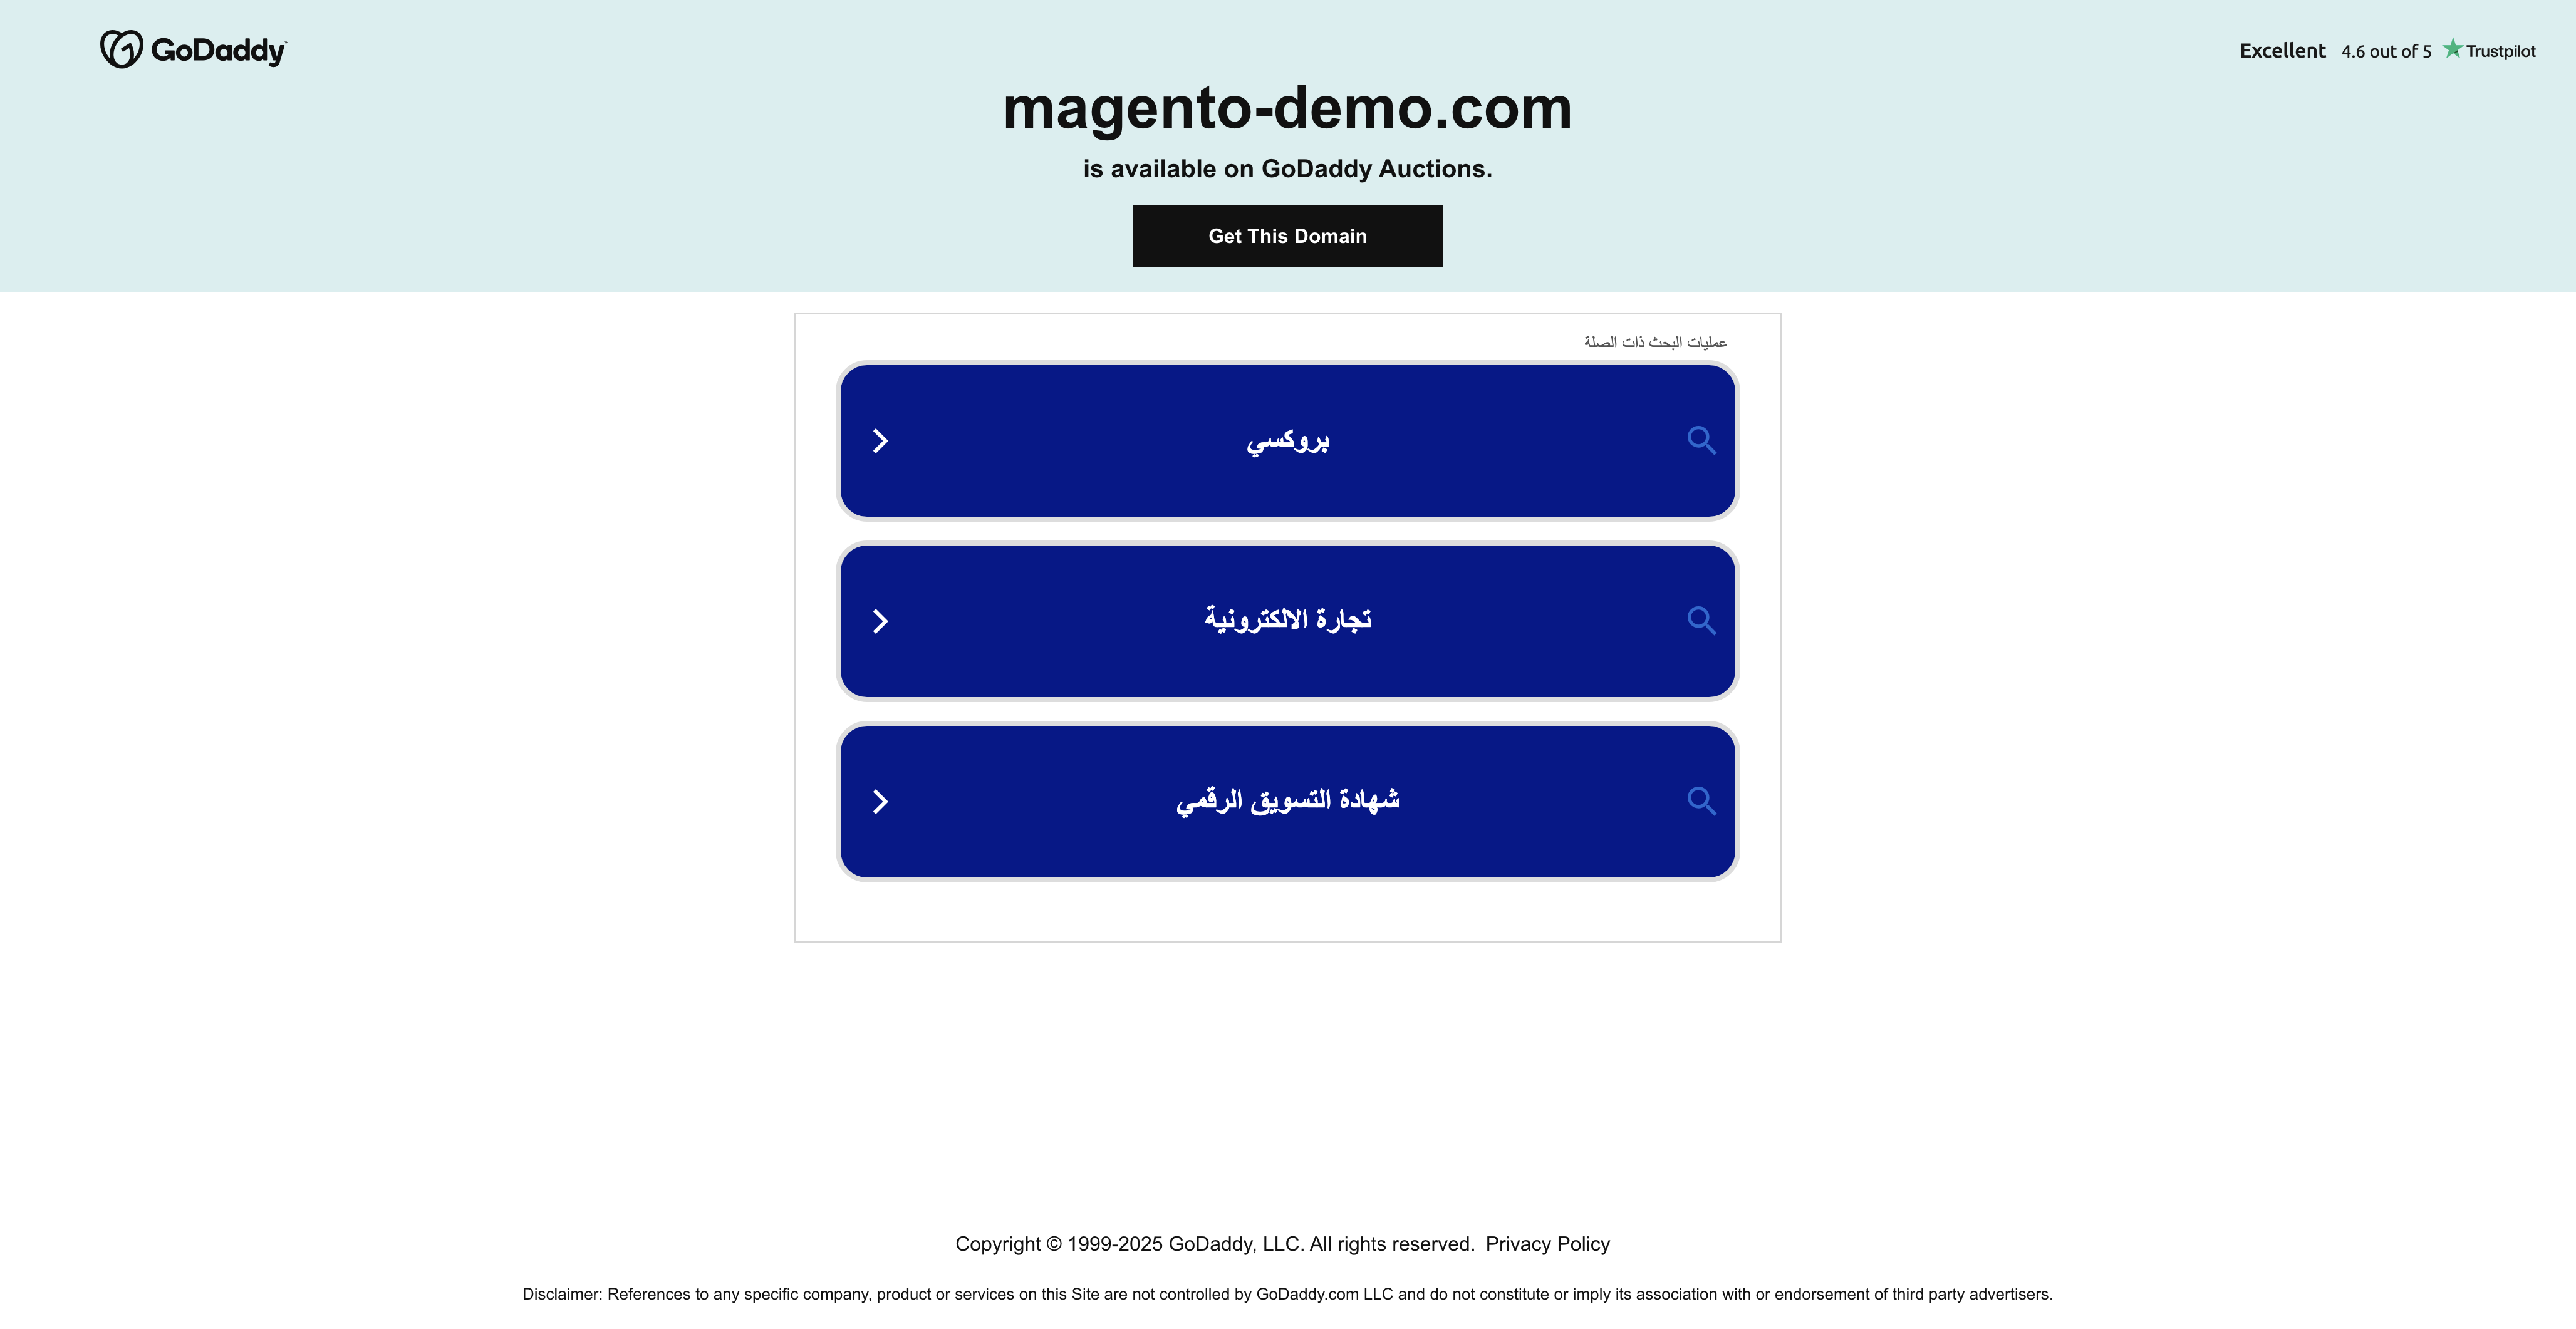 GoDaddy
Excellent 4.6 out of 5 Trustpilot
magento-demo.com
is available on GoDaddy Auctions.
Get This Domain
عمليات البحث ذات الصلة
بروكسي
تجارة الالكترونية
شهادة التسويق الرقمي
Copyright © 1999-2025 GoDaddy, LLC. All rights reserved. Privacy Policy
Disclaimer: References to any specific company, product or services on this Site are not controlled by GoDaddy.com LLC and do not constitute or imply its association with or endorsement of third party advertisers.